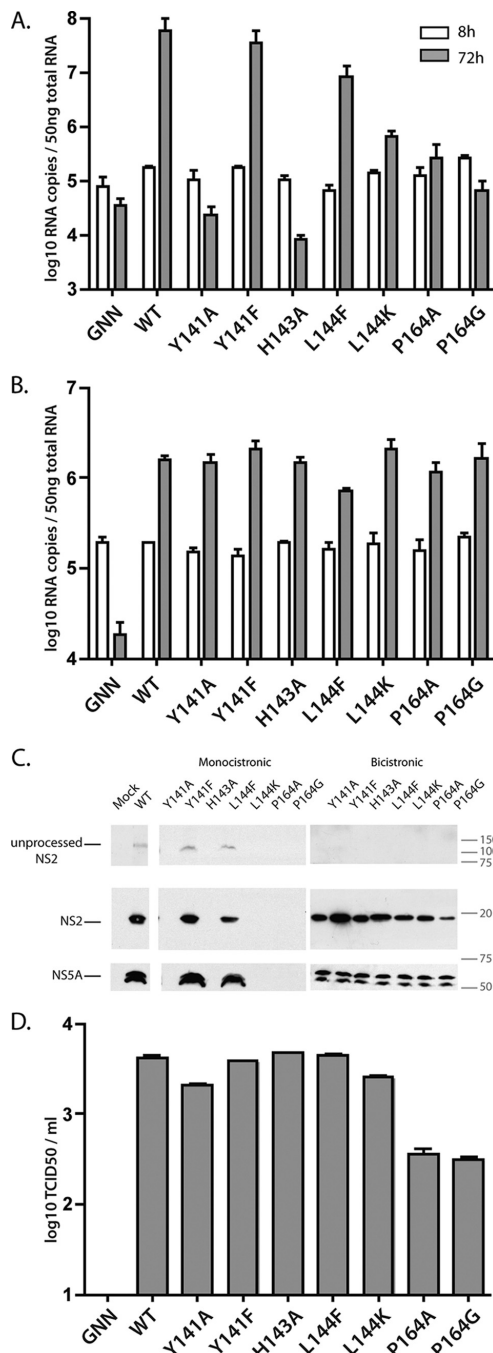 A.
8
7
6
5
4
3
log10 RNA copies / 50ng total RNA
8h
72h
GNN
WT
Y141A
Y141F
H143A
L144F
L144K
P164A
P164G
B.
7
6
5
4
log10 RNA copies / 50ng total RNA
GNN
WT
Y141A
Y141F
H143A
L144F
L144K
P164A
P164G
C.
Monocistronic
Bicistronic
Mock
WT
Y141A
Y141F
H143A
L144F
L144K
P164A
P164G
Y141A
Y141F
H143A
L144F
L144K
P164A
P164G
unprocessed
NS2
150
100
75
NS2
20
NS5A
75
50
D.
4
3
2
1
log10 TCID50 / ml
GNN
WT
Y141A
Y141F
H143A
L144F
L144K
P164A
P164G